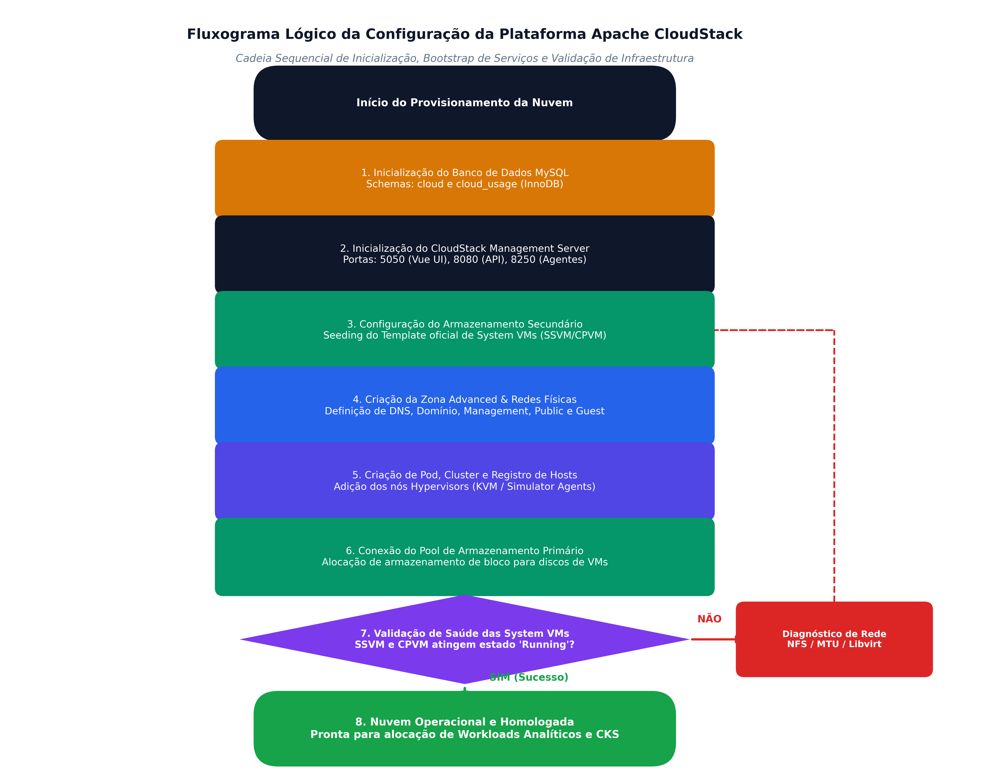 Fluxograma Lógico da Configuração da Plataforma Apache CloudStack
Cadeia Sequencial de Inicialização, Bootstrap de Serviços e Validação de Infraestrutura
Início do Provisionamento da Nuvem
1. Inicialização do Banco de Dados MySQL
Schemas: cloud e cloud_usage (InnoDB)
2. Inicialização do CloudStack Management Server
Portas: 5050 (Vue UI), 8080 (API), 8250 (Agentes)
3. Configuração do Armazenamento Secundário
Seeding do Template oficial de System VMs (SSVM/CPVM)
4. Criação da Zona Advanced & Redes Físicas
Definição de DNS, Domínio, Management, Public e Guest
5. Criação de Pod, Cluster e Registro de Hosts
Adição dos nós Hypervisors (KVM / Simulator Agents)
6. Conexão do Pool de Armazenamento Primário
Alocação de armazenamento de bloco para discos de VMs
7. Validação de Saúde das System VMs
SSVM e CPVM atingem estado 'Running'?
NÃO
Diagnóstico de Rede
NFS / MTU / Libvirt
SIM (Sucesso)
8. Nuvem Operacional e Homologada
Pronta para alocação de Workloads Analíticos e CKS